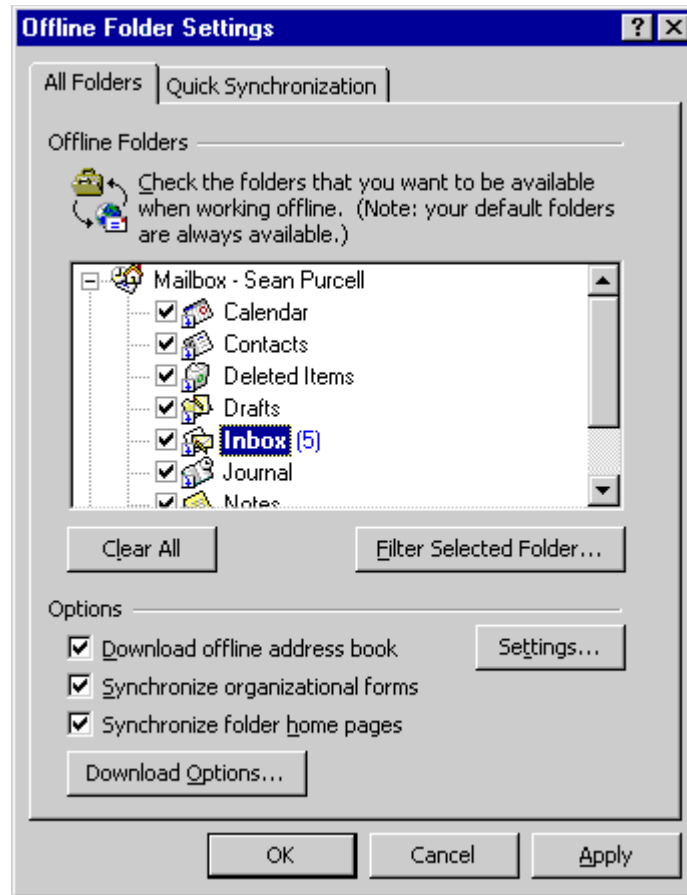 Offline Folder Settings
All Folders
Quick Synchronization
Offline Folders
Check the folders that you want to be available
when working offline. (Note: your default folders
are always available.)
Mailbox - Sean Purcell
Calendar
Contacts
Deleted Items
Drafts
Inbox (5)
Journal
Notes
Clear All
Filter Selected Folder...
Options
Download offline address book
Settings...
Synchronize organizational forms
Synchronize folder home pages
Download Options...
OK
Cancel
Apply